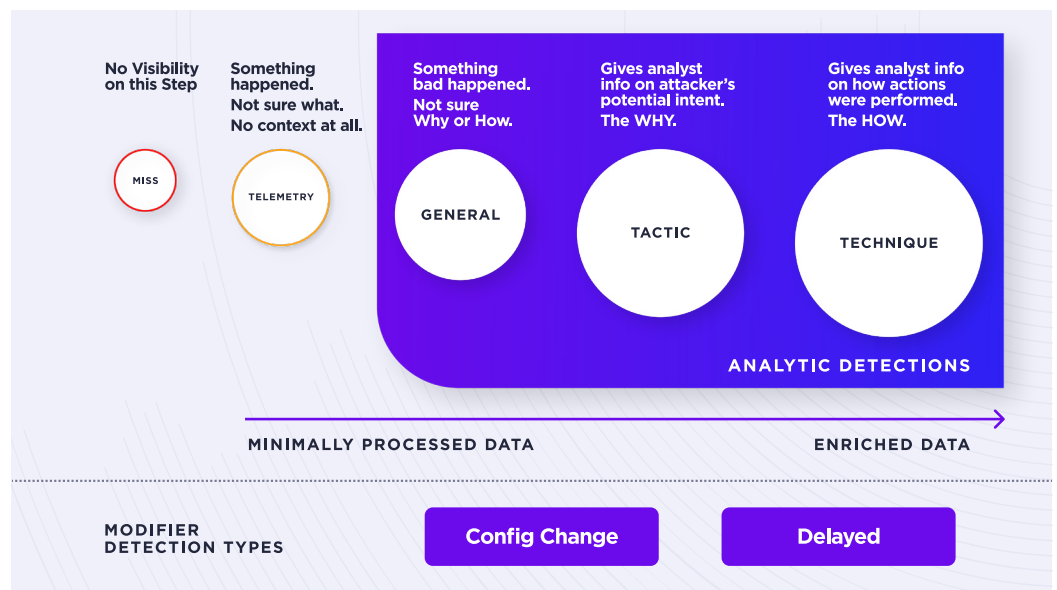 No Visibility
on this Step
MISS
Something
happened.
Not sure what.
No context at all.
TELEMETRY
Something
bad happened.
Not sure
Why or How.
GENERAL
Gives analyst
info on attacker’s
potential intent.
The WHY.
TACTIC
Gives analyst info
on how actions
were performed.
The HOW.
TECHNIQUE
ANALYTIC DETECTIONS
MINIMALLY PROCESSED DATA
ENRICHED DATA
MODIFIER
DETECTION TYPES
Config Change
Delayed